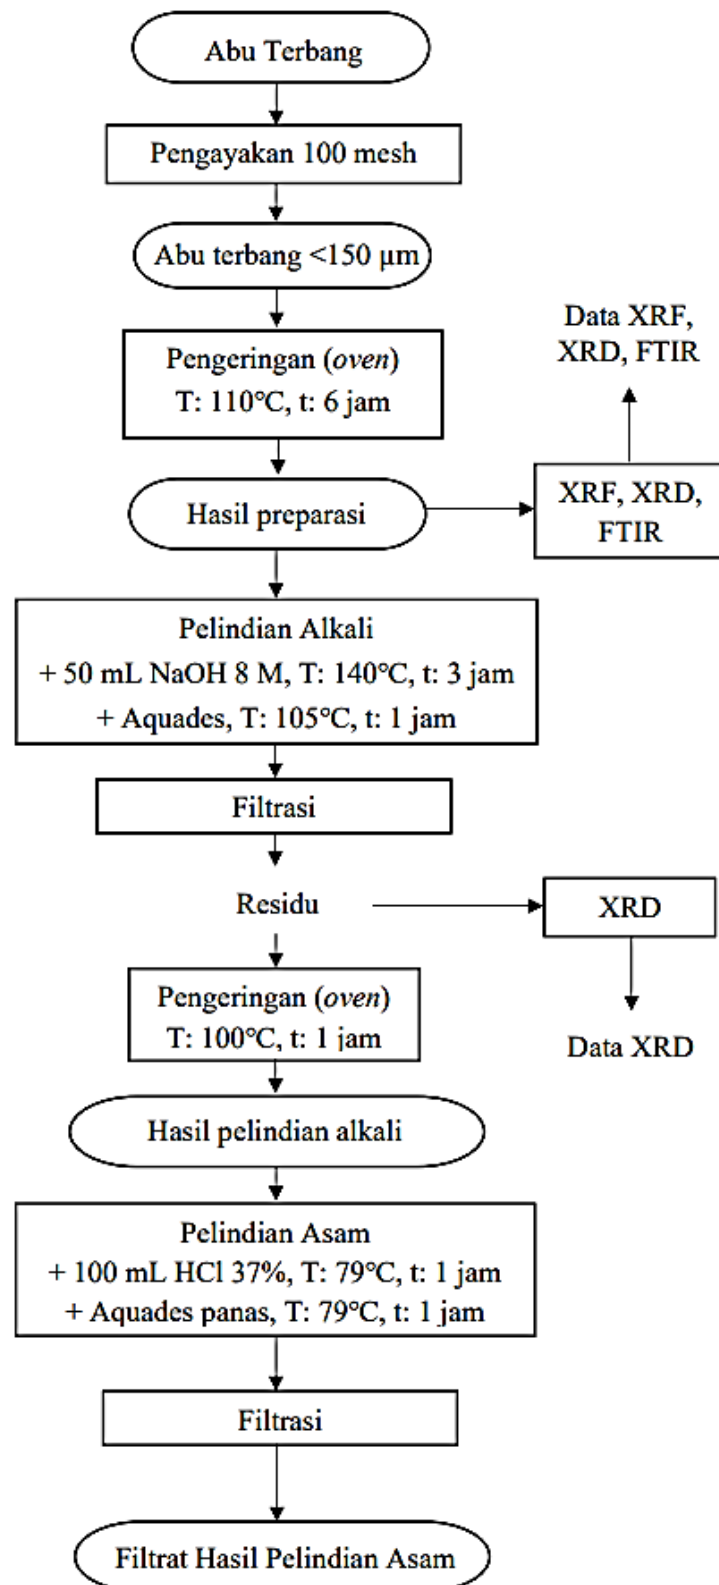 Abu Terbang
Pengayakan 100 mesh
Abu terbang <150 µm
Pengeringan (oven)
T: 110°C, t: 6 jam
Data XRF,
XRD, FTIR
Hasil preparasi
XRF, XRD,
FTIR
Pelindian Alkali
+ 50 mL NaOH 8 M, T: 140°C, t: 3 jam
+ Aquades, T: 105°C, t: 1 jam
Filtrasi
Residu
XRD
Pengeringan (oven)
T: 100°C, t: 1 jam
Data XRD
Hasil pelindian alkali
Pelindian Asam
+ 100 mL HCl 37%, T: 79°C, t: 1 jam
+ Aquades panas, T: 79°C, t: 1 jam
Filtrasi
Filtrat Hasil Pelindian Asam